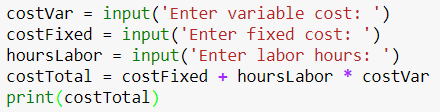 costVar = input('Enter variable cost: ')
costFixed = input('Enter fixed cost: ')
hoursLabor = input('Enter labor hours: ')
costTotal = costFixed + hoursLabor * costVar
print(costTotal)